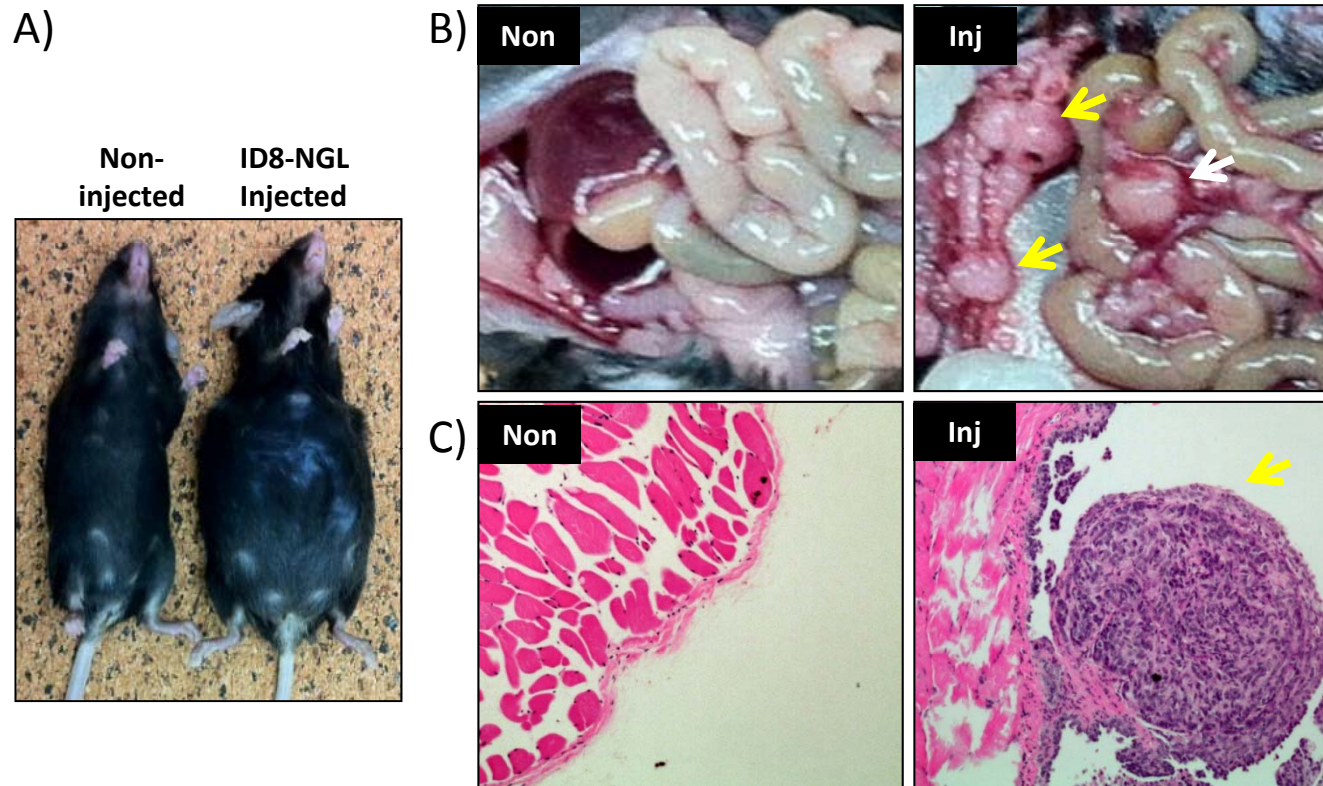 A)
Non-
injected
ID8-NGL
Injected
B)
Non
Inj
C)
Non
Inj